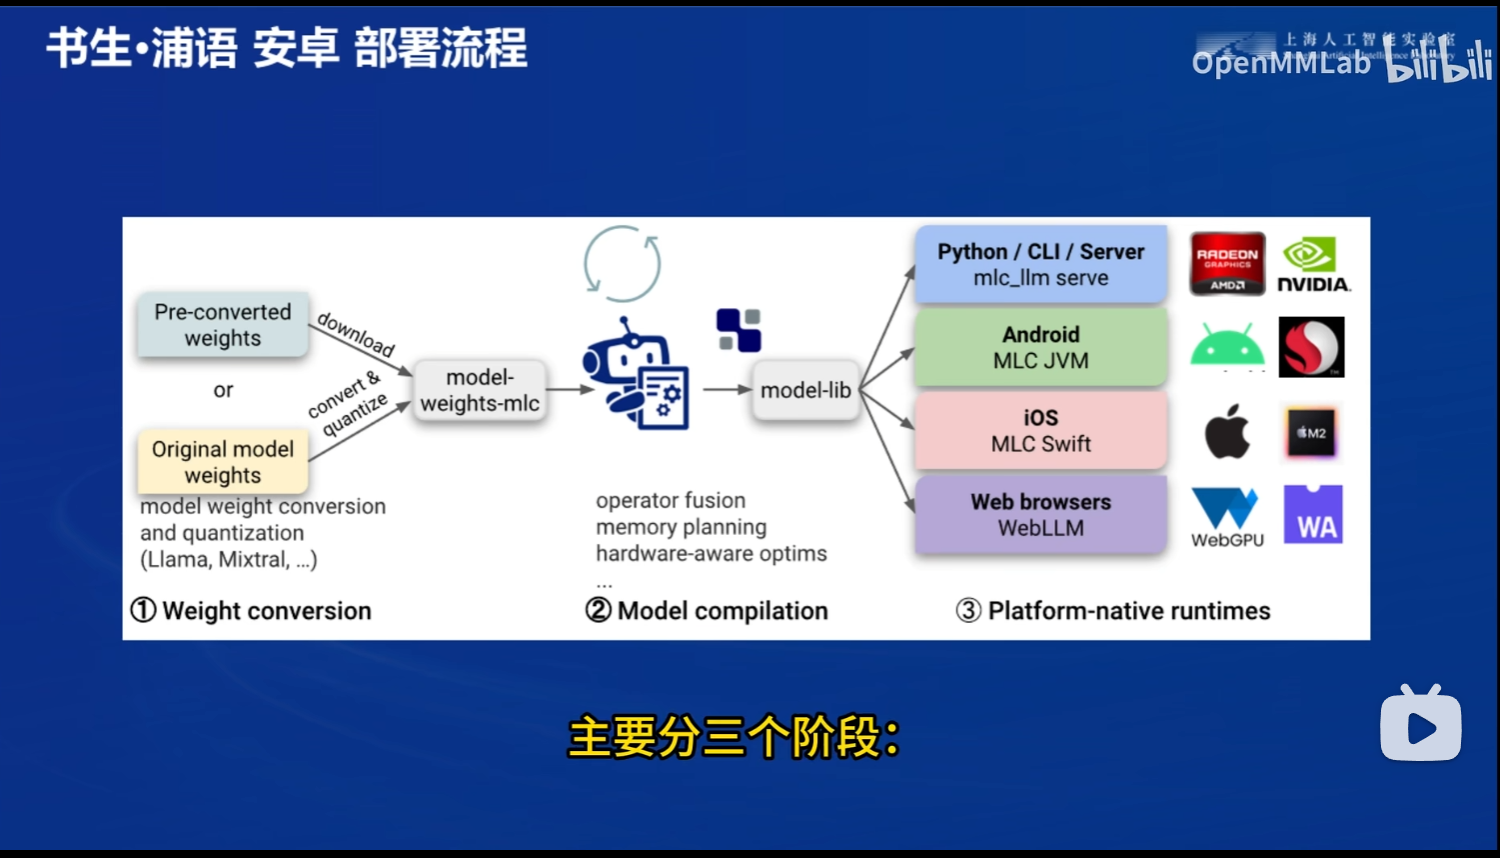 书生·浦语 安卓 部署流程
上海人工智能实验室
OpenMMLab bilibili
Pre-converted
weights
or
Original model
weights
download
convert &
quantize
model-
weights-mlc
model weight conversion
and quantization
(Llama, Mixtral, ...)
① Weight conversion
operator fusion
memory planning
hardware-aware optims
...
② Model compilation
model-lib
Python / CLI / Server
mlc_llm serve
Android
MLC JVM
iOS
MLC Swift
Web browsers
WebLLM
③ Platform-native runtimes
RADEON
GRAPHICS
AMD
NVIDIA.
M2
WebGPU
WA
主要分三个阶段：